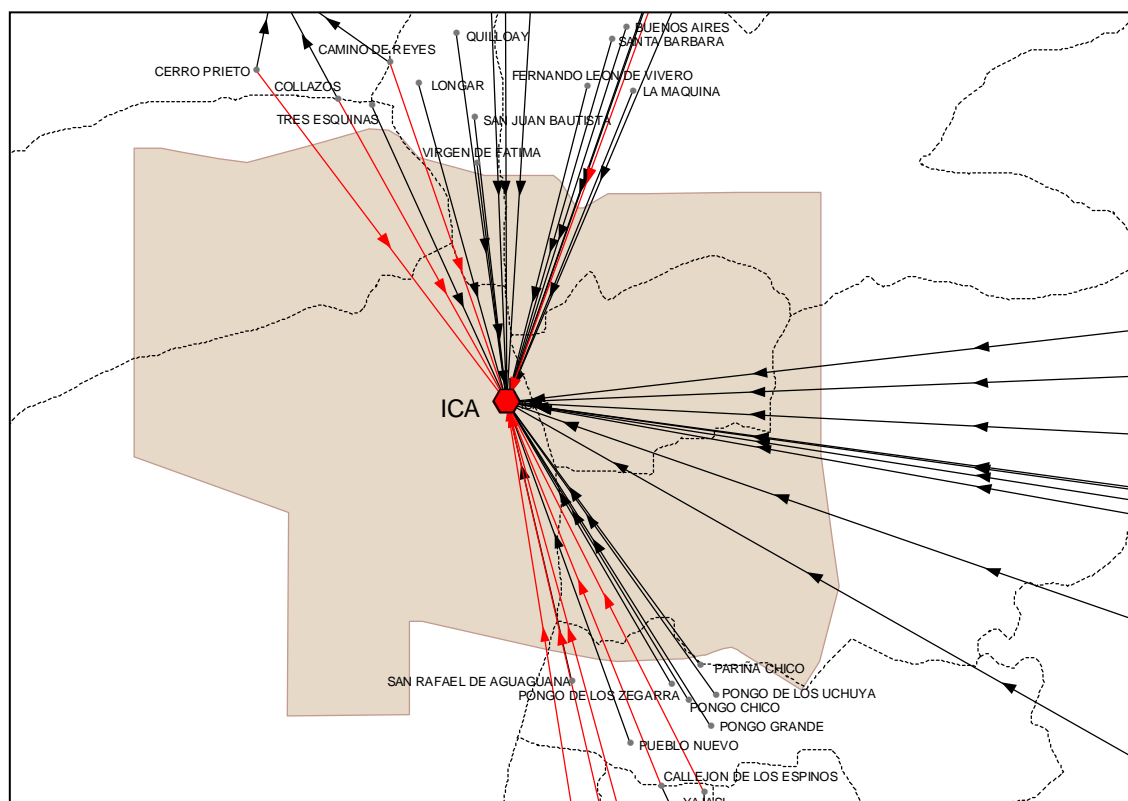 BUENOS AIRES
QUILLOAY
SANTA BARBARA
CAMINO DE REYES
CERRO PRIETO
FERNANDO LEON DE VIVERO
COLLAZOS
LONGAR
LA MAQUINA
TRES ESQUINAS
SAN JUAN BAUTISTA
VIRGEN DE FATIMA
ICA
PARIÑA CHICO
SAN RAFAEL DE AGUAGUANA
PONGO DE LOS ZEGARRA
PONGO DE LOS UCHUYA
PONGO CHICO
PONGO GRANDE
PUEBLO NUEVO
CALLEJON DE LOS ESPINOS